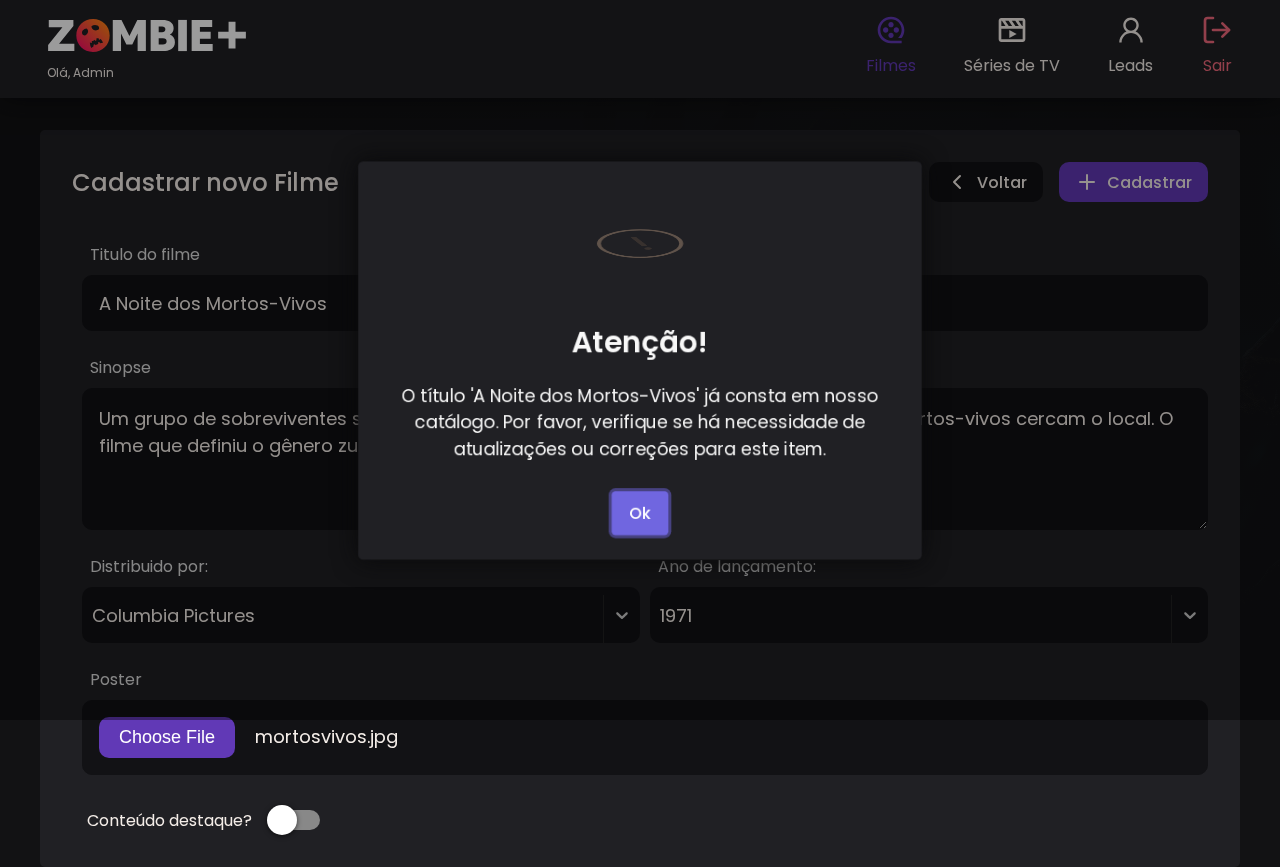 ZOMBIE+
Olá, Admin
Filmes
Séries de TV
Leads
Sair
Cadastrar novo Filme
Voltar
Cadastrar
Titulo do filme
A Noite dos Mortos-Vivos
Sinopse
Um grupo de sobreviventes s
rtos-vivos cercam o local. O
filme que definiu o gênero zu
!
Atenção!
O título 'A Noite dos Mortos-Vivos' já consta em nosso
catálogo. Por favor, verifique se há necessidade de
atualizações ou correções para este item.
Ok
Distribuido por:
Ano de lançamento:
Columbia Pictures
1971
Poster
Choose File
mortosvivos.jpg
Conteúdo destaque?